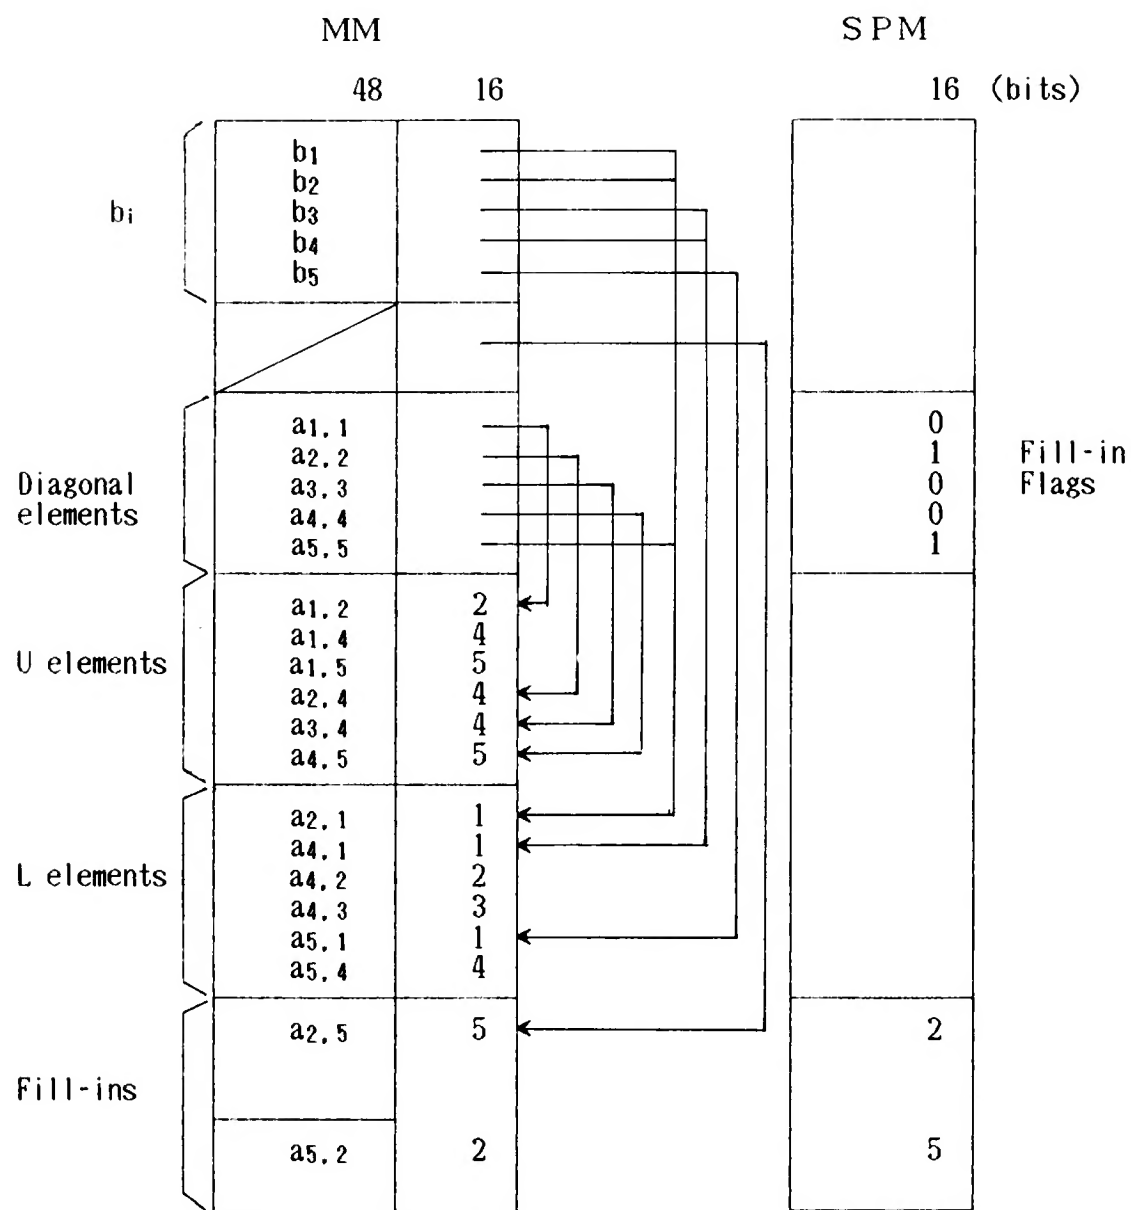 MM SPM
48 16 16 (bits)
b1
b2
bi b3
b4
b5
a1,1 0
a2,2 1 Fill-in
Diagonal a3,3 0 Flags
elements a4,4 0
a5,5 1
a1,2 2
a1,4 4
U elements a1,5 5
a2,4 4
a3,4 4
a4,5 5
a2,1 1
a4,1 1
L elements a4,2 2
a4,3 3
a5,1 1
a5,4 4
a2,5 5 2
Fill-ins
a5,2 2 5